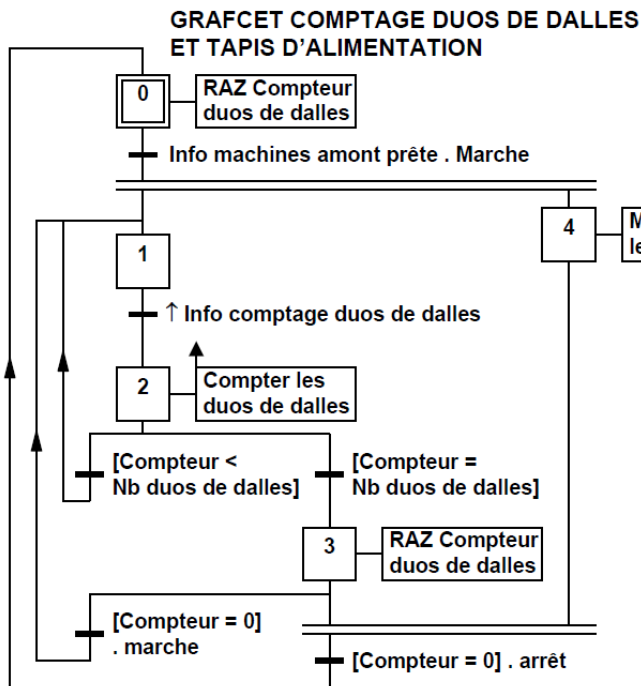 GRAFCET COMPTAGE DUOS DE DALLES
ET TAPIS D'ALIMENTATION
0
RAZ Compteur
duos de dalles
Info machines amont prête . Marche
1
4
↑ Info comptage duos de dalles
2
Compter les
duos de dalles
[Compteur <
Nb duos de dalles]
[Compteur =
Nb duos de dalles]
3
RAZ Compteur
duos de dalles
[Compteur = 0]
. marche
[Compteur = 0] . arrêt